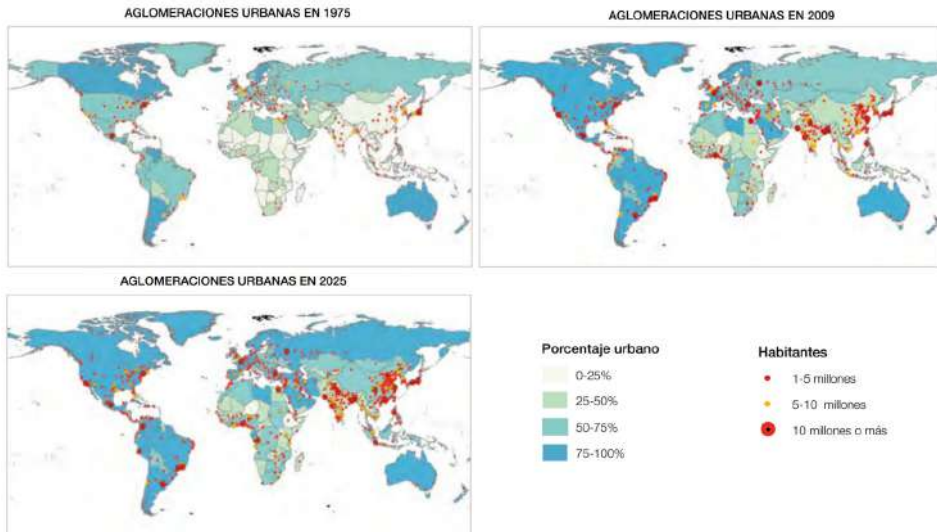 AGLOMERACIONES URBANAS EN 1975
AGLOMERACIONES URBANAS EN 2009
AGLOMERACIONES URBANAS EN 2025
Porcentaje urbano
0-25%
25-50%
50-75%
75-100%
Habitantes
1-5 millones
5-10 millones
10 millones o más